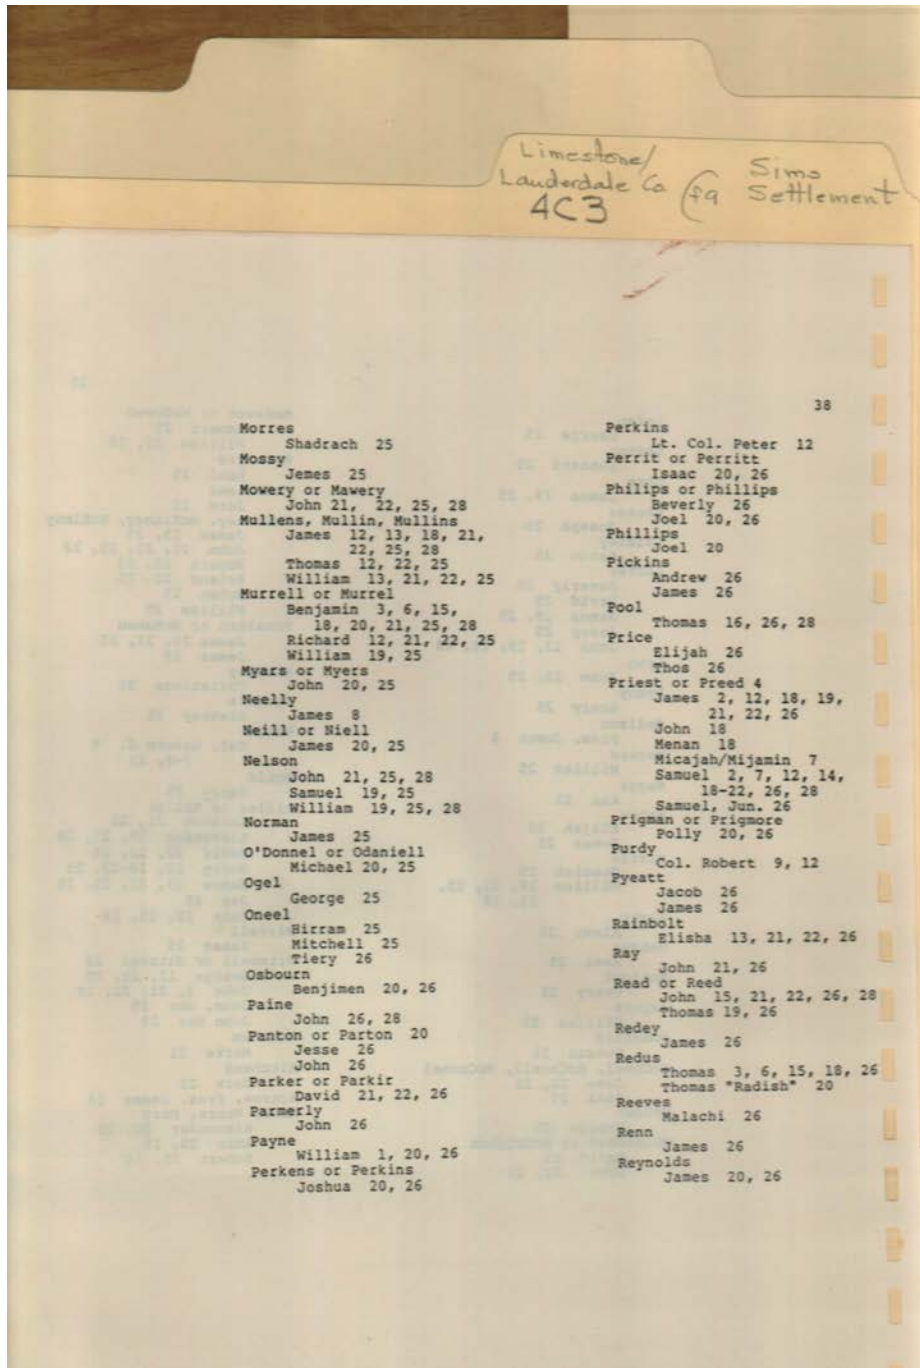 Limestone/
Lauderdale Co
4C3
fa
Sims
Settlement
38
Morres
Shadrach 25
Mossy
Jemes 25
Mowery or Mawery
John 21, 22, 25, 28
Mullens, Mullin, Mullins
James 12, 13, 18, 21,
22, 25, 28
Thomas 12, 22, 25
William 13, 21, 22, 25
Murrell or Murrel
Benjamin 3, 6, 15,
18, 20, 21, 25, 28
Richard 12, 21, 22, 25
William 19, 25
Myars or Myers
John 20, 25
Neelly
James 8
Neill or Niell
James 20, 25
Nelson
John 21, 25, 28
Samuel 19, 25
William 19, 25, 28
Norman
James 25
O'Donnel or Odaniell
Michael 20, 25
Ogel
George 25
Oneel
Hirram 25
Mitchell 25
Tiery 26
Osbourn
Benjimen 20, 26
Paine
John 26, 28
Panton or Parton 20
Jesse 26
John 26
Parker or Parkir
David 21, 22, 26
Parmerly
John 26
Payne
William 1, 20, 26
Perkens or Perkins
Joshua 20, 26
Perkins
Lt. Col. Peter 12
Perrit or Perritt
Isaac 20, 26
Philips or Phillips
Beverly 26
Joel 20, 26
Phillips
Joel 20
Pickins
Andrew 26
James 26
Pool
Thomas 16, 26, 28
Price
Elijah 26
Thos 26
Priest or Preed 4
James 2, 12, 18, 19,
21, 22, 26
John 18
Menan 18
Micajah/Mijamin 7
Samuel 2, 7, 12, 14,
18-22, 26, 28
Samuel, Jun. 26
Prigman or Prigmore
Polly 20, 26
Purdy
Col. Robert 9, 12
Pyeatt
Jacob 26
James 26
Rainbolt
Elisha 13, 21, 22, 26
Ray
John 21, 26
Read or Reed
John 15, 21, 22, 26, 28
Thomas 19, 26
Redey
James 26
Redus
Thomas 3, 6, 15, 18, 26
Thomas "Radish" 20
Reeves
Malachi 26
Renn
James 26
Reynolds
James 20, 26